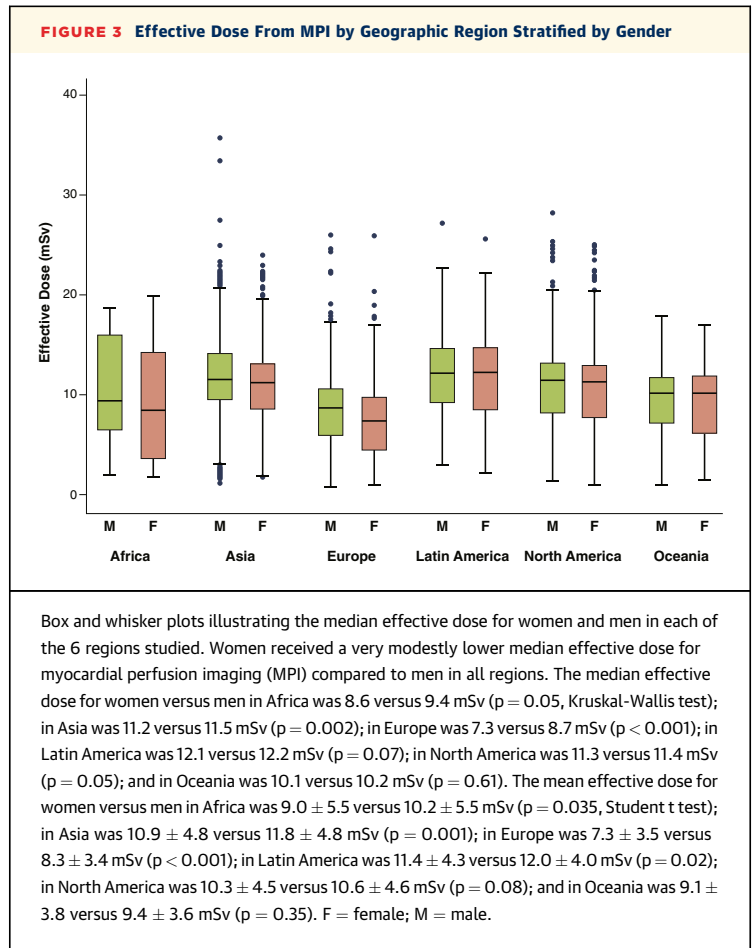 FIGURE 3 Effective Dose From MPI by Geographic Region Stratified by Gender
40
30
20
10
0
Effective Dose (mSv)
M F M F M F M F M F M F
Africa Asia Europe Latin America North America Oceania
Box and whisker plots illustrating the median effective dose for women and men in each of
the 6 regions studied. Women received a very modestly lower median effective dose for
myocardial perfusion imaging (MPI) compared to men in all regions. The median effective
dose for women versus men in Africa was 8.6 versus 9.4 mSv (p = 0.05, Kruskal-Wallis test);
in Asia was 11.2 versus 11.5 mSv (p = 0.002); in Europe was 7.3 versus 8.7 mSv (p < 0.001); in
Latin America was 12.1 versus 12.2 mSv (p = 0.07); in North America was 11.3 versus 11.4 mSv
(p = 0.05); and in Oceania was 10.1 versus 10.2 mSv (p = 0.61). The mean effective dose for
women versus men in Africa was 9.0 ± 5.5 versus 10.2 ± 5.5 mSv (p = 0.035, Student t test);
in Asia was 10.9 ± 4.8 versus 11.8 ± 4.8 mSv (p = 0.001); in Europe was 7.3 ± 3.5 versus
8.3 ± 3.4 mSv (p < 0.001); in Latin America was 11.4 ± 4.3 versus 12.0 ± 4.0 mSv (p = 0.02);
in North America was 10.3 ± 4.5 versus 10.6 ± 4.6 mSv (p = 0.08); and in Oceania was 9.1 ±
3.8 versus 9.4 ± 3.6 mSv (p = 0.35). F = female; M = male.